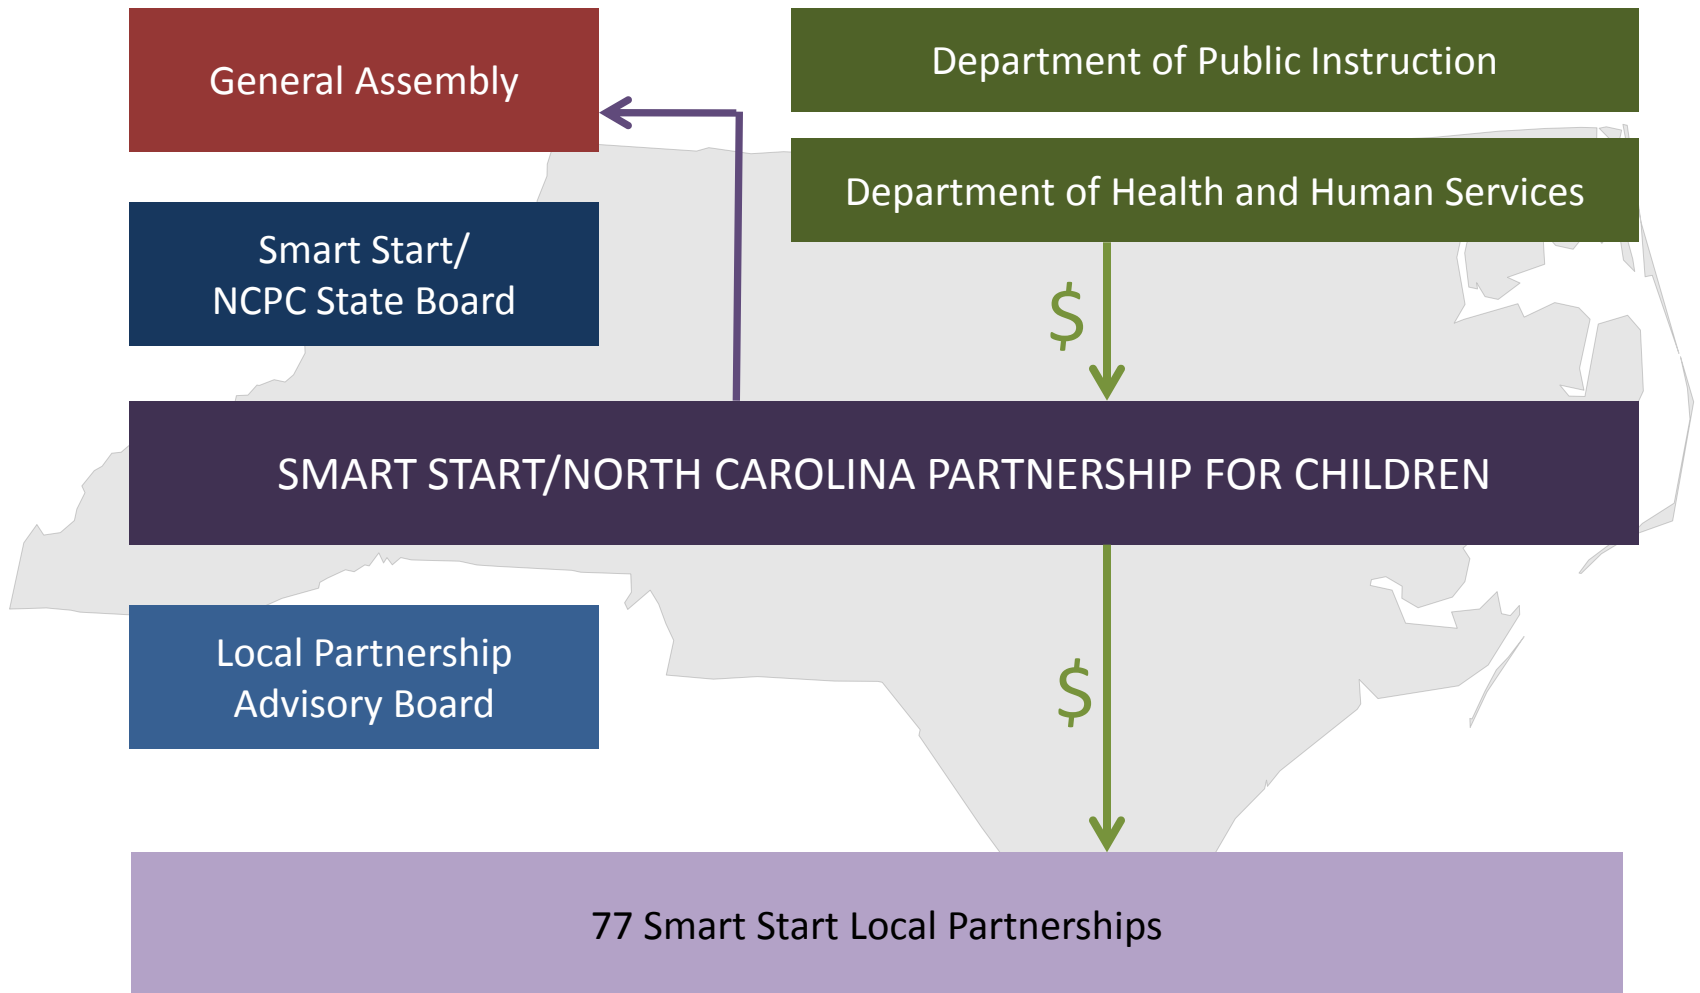 General Assembly
Department of Public Instruction
Department of Health and Human Services
Smart Start/
NCPC State Board
$
SMART START/NORTH CAROLINA PARTNERSHIP FOR CHILDREN
Local Partnership
Advisory Board
$
77 Smart Start Local Partnerships